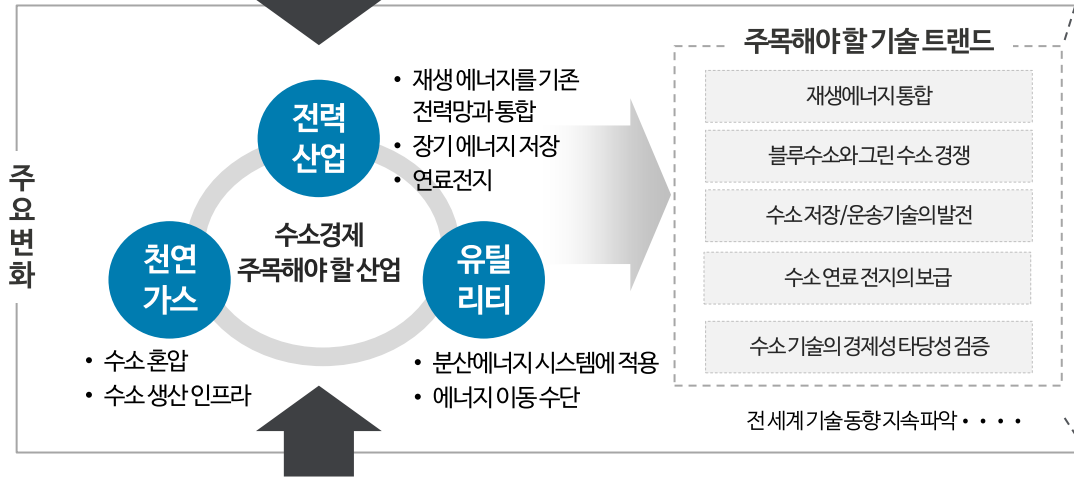 주요변화
전력
산업
• 재생 에너지를 기존
전력망과 통합
• 장기 에너지 저장
• 연료전지
수소경제
주목해야 할 산업
천연
가스
• 수소 혼압
• 수소 생산 인프라
유틸
리티
• 분산에너지 시스템에 적용
• 에너지 이동 수단
주목해야 할 기술 트랜드
재생에너지 통합
블루수소와 그린 수소 경쟁
수소 저장/운송기술의 발전
수소 연료 전지의 보급
수소 기술의 경제성 타당성 검증
전 세계 기술 동향 지속 파악 • • • •